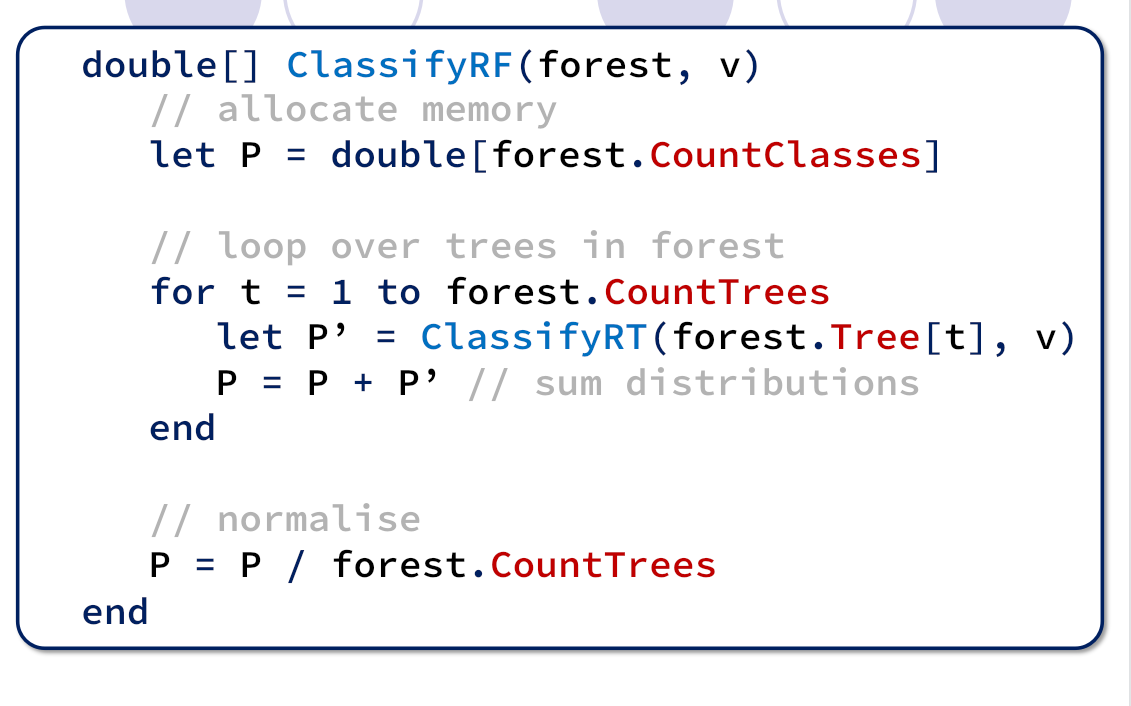 double[] ClassifyRF(forest, v)
// allocate memory
let P = double[forest.CountClasses]
// loop over trees in forest
for t = 1 to forest.CountTrees
let P’ = ClassifyRT(forest.Tree[t], v)
P = P + P’ // sum distributions
end
// normalise
P = P / forest.CountTrees
end